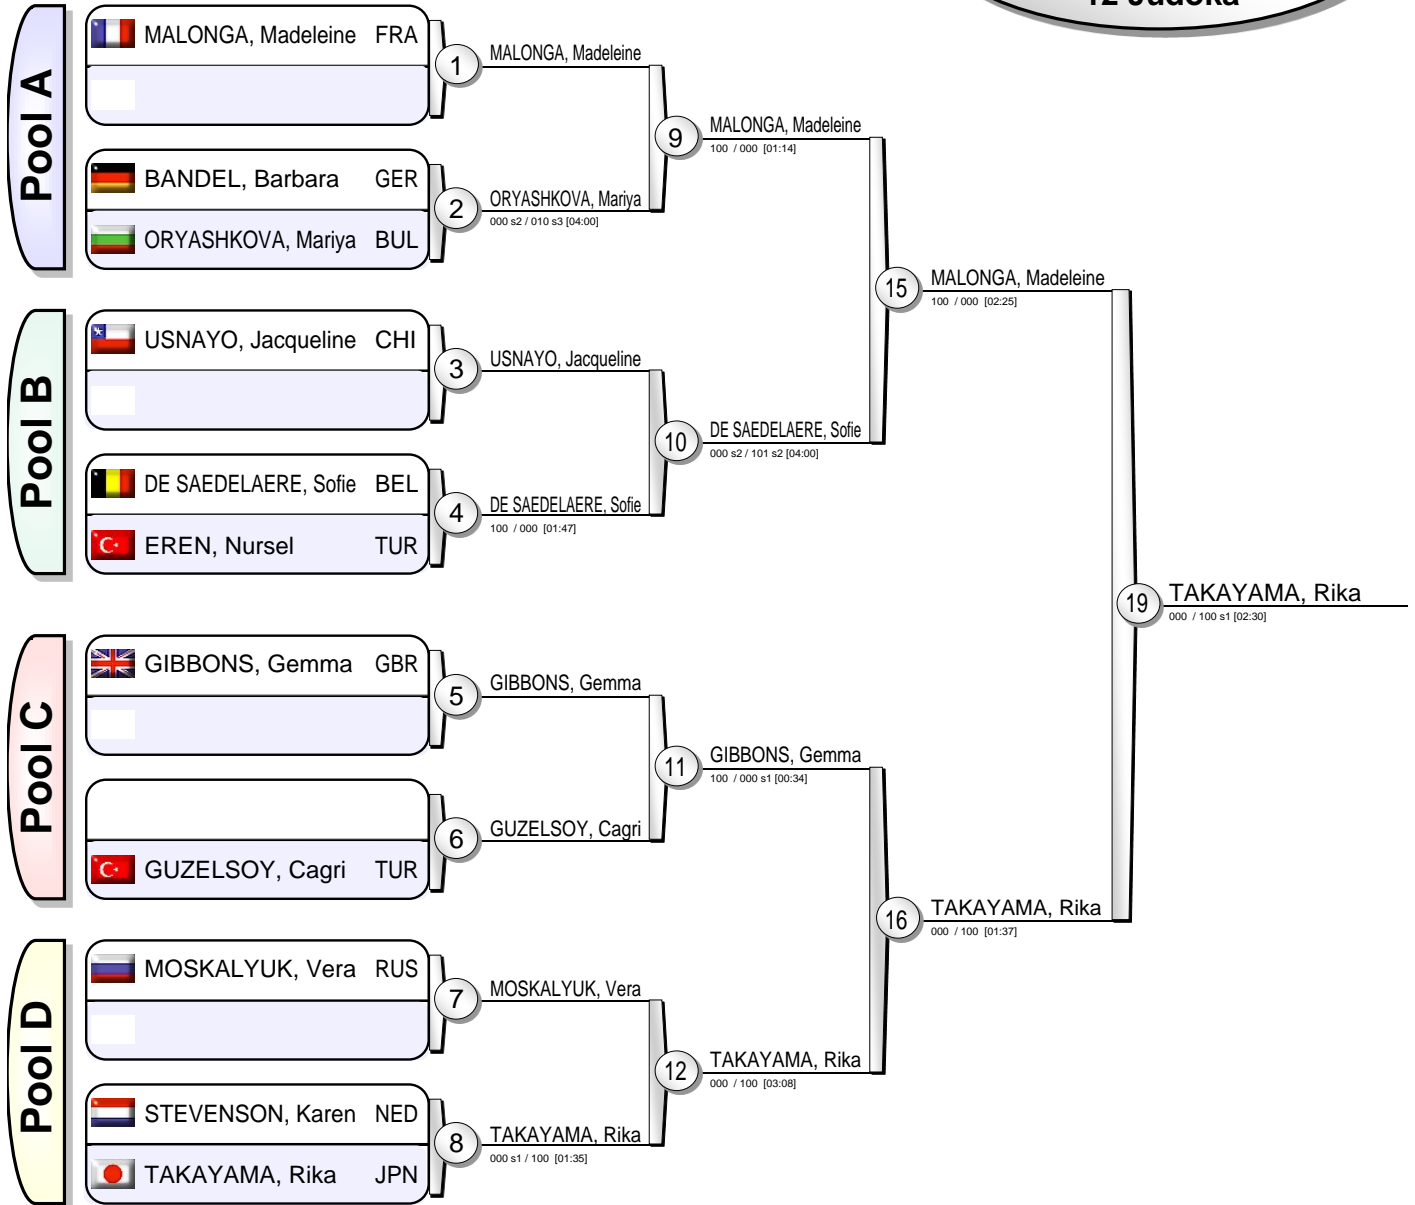 12 Judoka
Pool A
MALONGA, Madeleine FRA
1
MALONGA, Madeleine
BANDEL, Barbara GER
ORYASHKOVA, Mariya BUL
2
ORYASHKOVA, Mariya
000 s2 / 010 s3 [04:00]
9
MALONGA, Madeleine
100 / 000 [01:14]
Pool B
USNAYO, Jacqueline CHI
3
USNAYO, Jacqueline
DE SAEDELAERE, Sofie BEL
EREN, Nursel TUR
4
DE SAEDELAERE, Sofie
100 / 000 [01:47]
10
DE SAEDELAERE, Sofie
000 s2 / 101 s2 [04:00]
15
MALONGA, Madeleine
100 / 000 [02:25]
Pool C
GIBBONS, Gemma GBR
5
GIBBONS, Gemma
GUZELSOY, Cagri TUR
6
GUZELSOY, Cagri
11
GIBBONS, Gemma
100 / 000 s1 [00:34]
Pool D
MOSKALYUK, Vera RUS
7
MOSKALYUK, Vera
STEVENSON, Karen NED
TAKAYAMA, Rika JPN
8
TAKAYAMA, Rika
000 s1 / 100 [01:35]
12
TAKAYAMA, Rika
000 / 100 [03:08]
16
TAKAYAMA, Rika
000 / 100 [01:37]
19
TAKAYAMA, Rika
000 / 100 s1 [02:30]